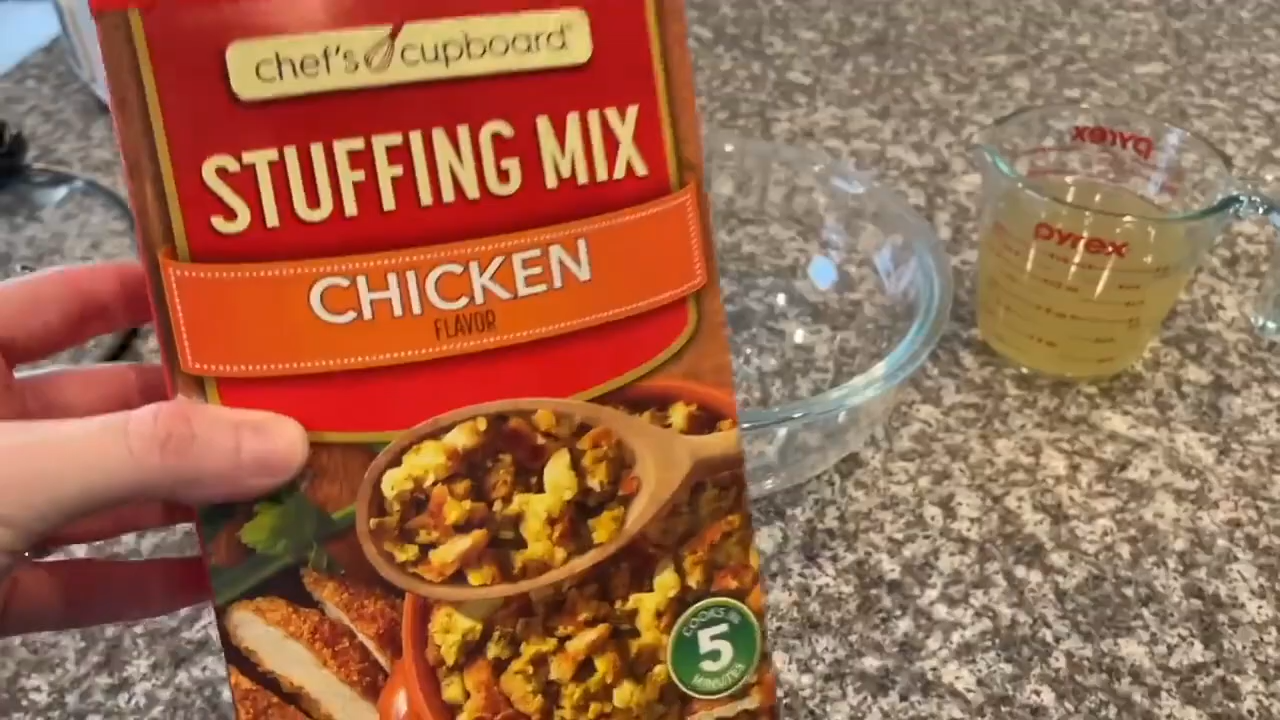 chef's cupboard
STUFFING MIX
CHICKEN
FLAVOR
COOKS IN
5
MINUTES
pyrex
pyrex